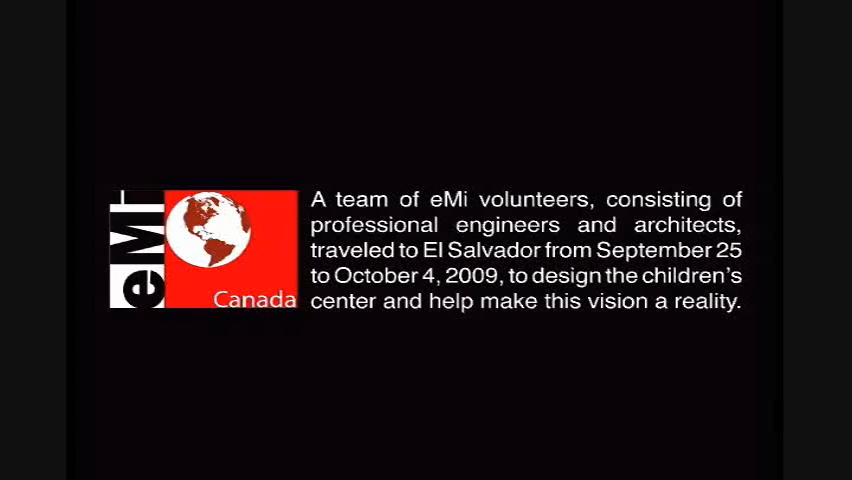 eMi
Canada
A team of eMi volunteers, consisting of
professional engineers and architects,
traveled to El Salvador from September 25
to October 4, 2009, to design the children's
center and help make this vision a reality.